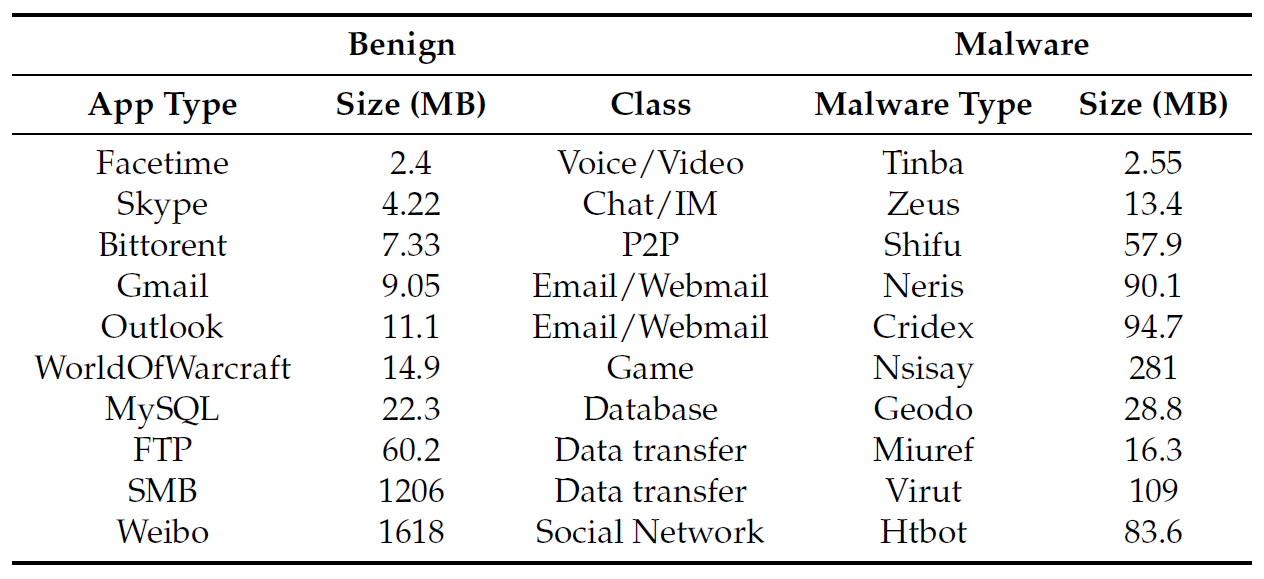 Benign Malware
App Type Size (MB) Class Malware Type Size (MB)
Facetime 2.4 Voice/Video Tinba 2.55
Skype 4.22 Chat/IM Zeus 13.4
Bittorent 7.33 P2P Shifu 57.9
Gmail 9.05 Email/Webmail Neris 90.1
Outlook 11.1 Email/Webmail Cridex 94.7
WorldOfWarcraft 14.9 Game Nsisay 281
MySQL 22.3 Database Geodo 28.8
FTP 60.2 Data transfer Miuref 16.3
SMB 1206 Data transfer Virut 109
Weibo 1618 Social Network Htbot 83.6